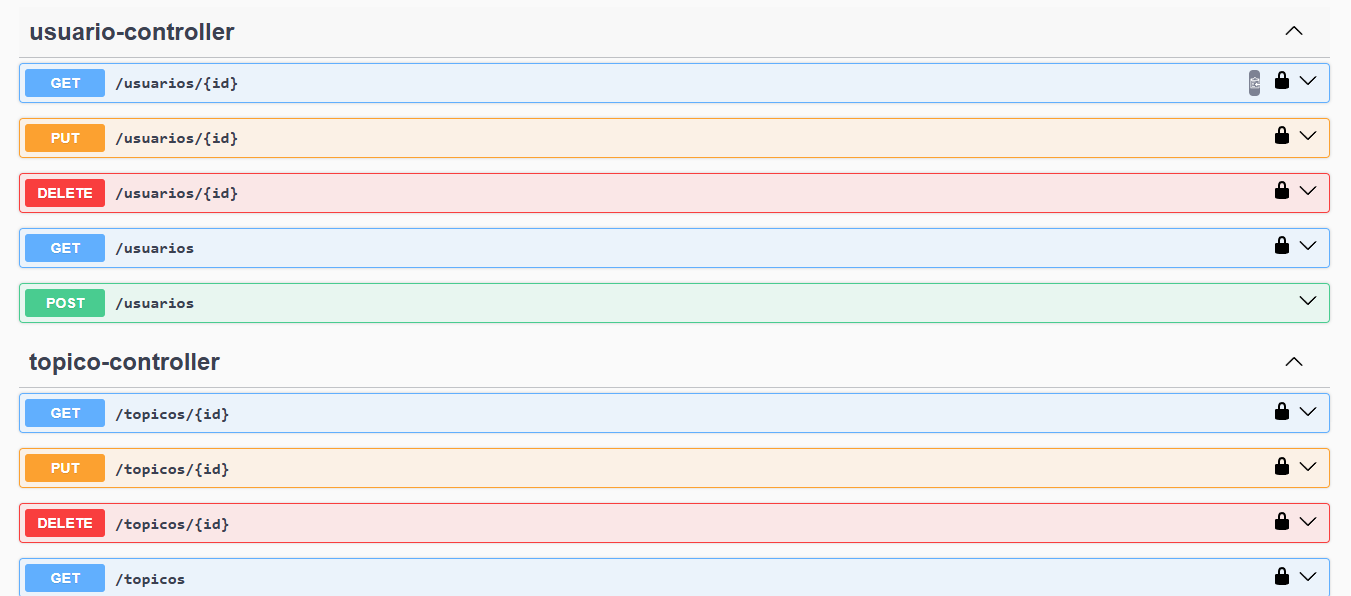 usuario-controller
GET /usuarios/{id}
PUT /usuarios/{id}
DELETE /usuarios/{id}
GET /usuarios
POST /usuarios
topico-controller
GET /topicos/{id}
PUT /topicos/{id}
DELETE /topicos/{id}
GET /topicos